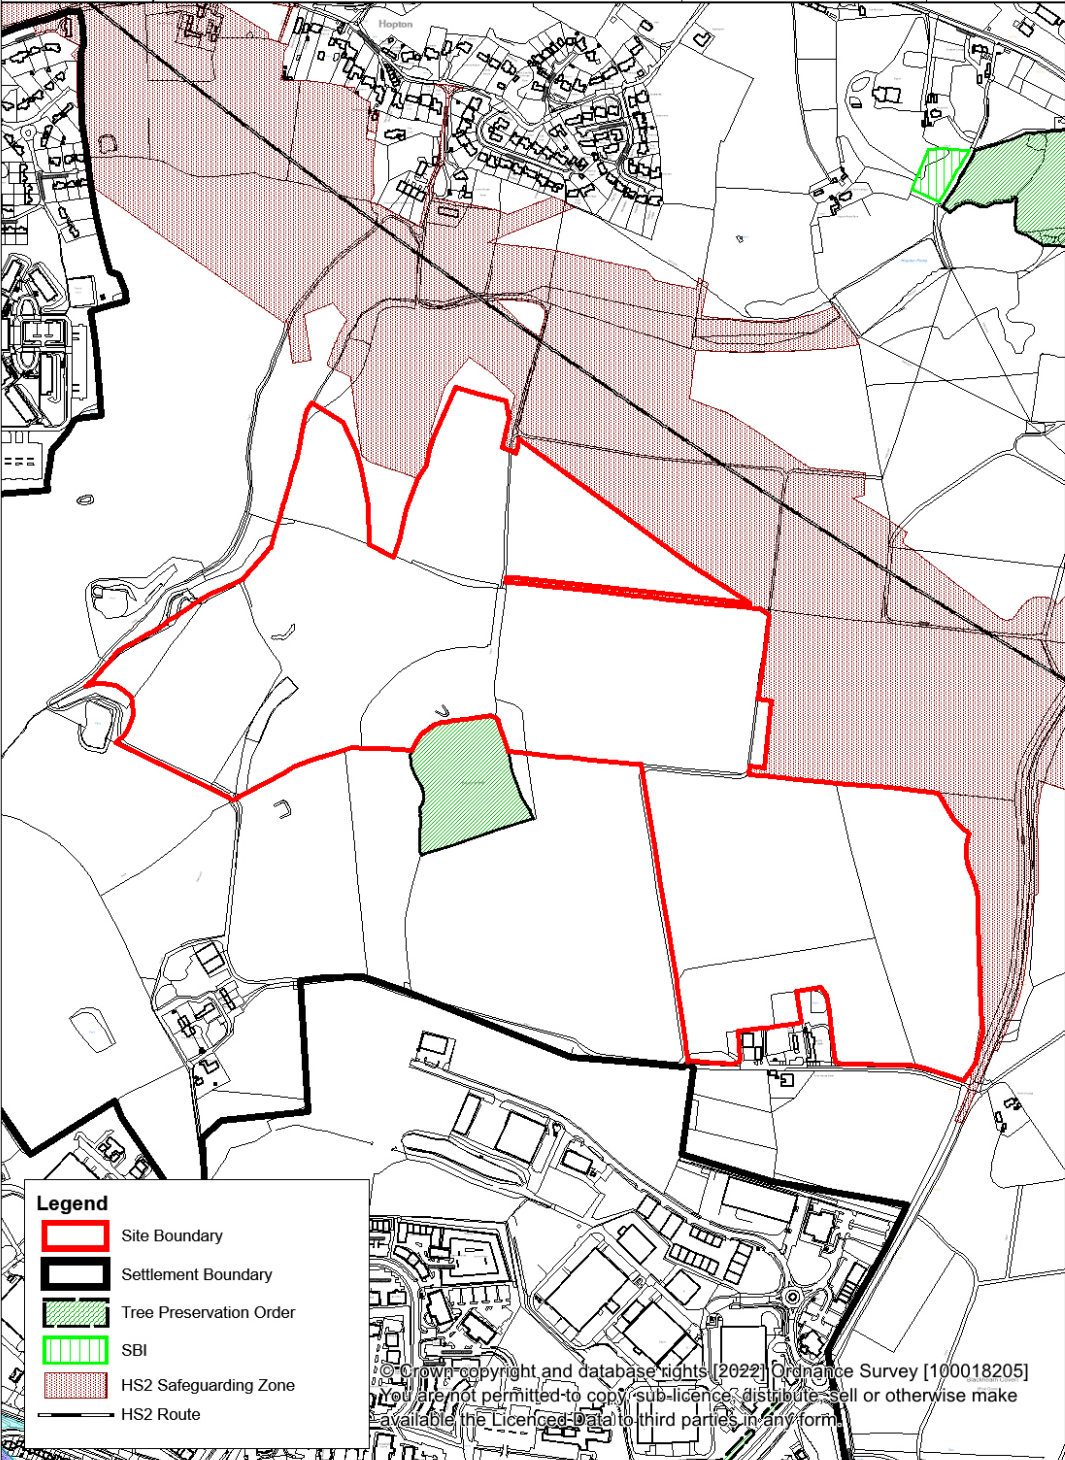 Hopton
Legend
Site Boundary
Settlement Boundary
Tree Preservation Order
SBI
HS2 Safeguarding Zone
HS2 Route
© Crown copyright and database rights [2022] Ordnance Survey [100018205]
You are not permitted to copy, sub-licence, distribute, sell or otherwise make
available the Licenced Data to third parties in any form.